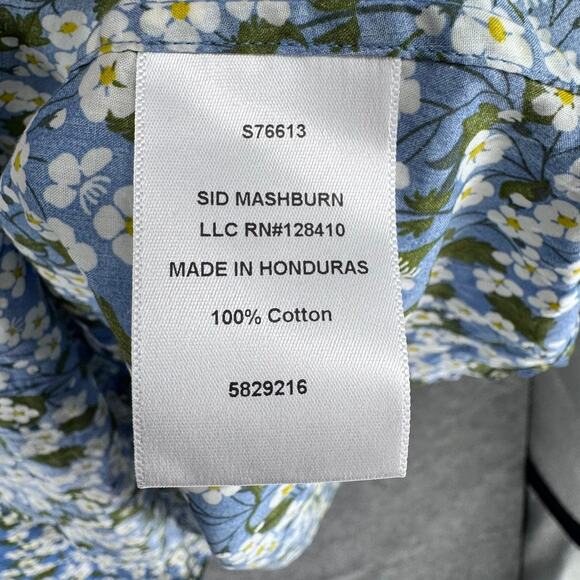 S76613
SID MASHBURN
LLC RN#128410
MADE IN HONDURAS
100% Cotton
5829216